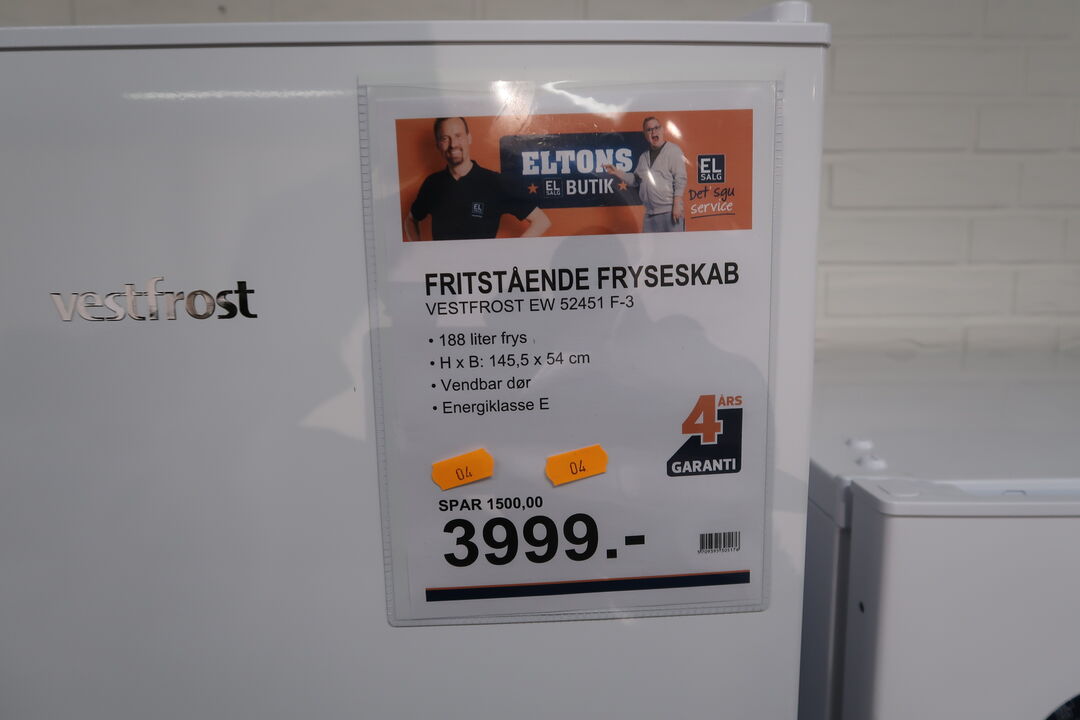 vestfrost
ELTONS
EL SALG BUTIK
EL
SALG
Det' sgu
service
EL
FRITSTÅENDE FRYSESKAB
VESTFROST EW 52451 F-3
• 188 liter frys
• H x B: 145,5 x 54 cm
• Vendbar dør
• Energiklasse E
4 ÅRS
GARANTI
04
04
SPAR 1500,00
3999.-